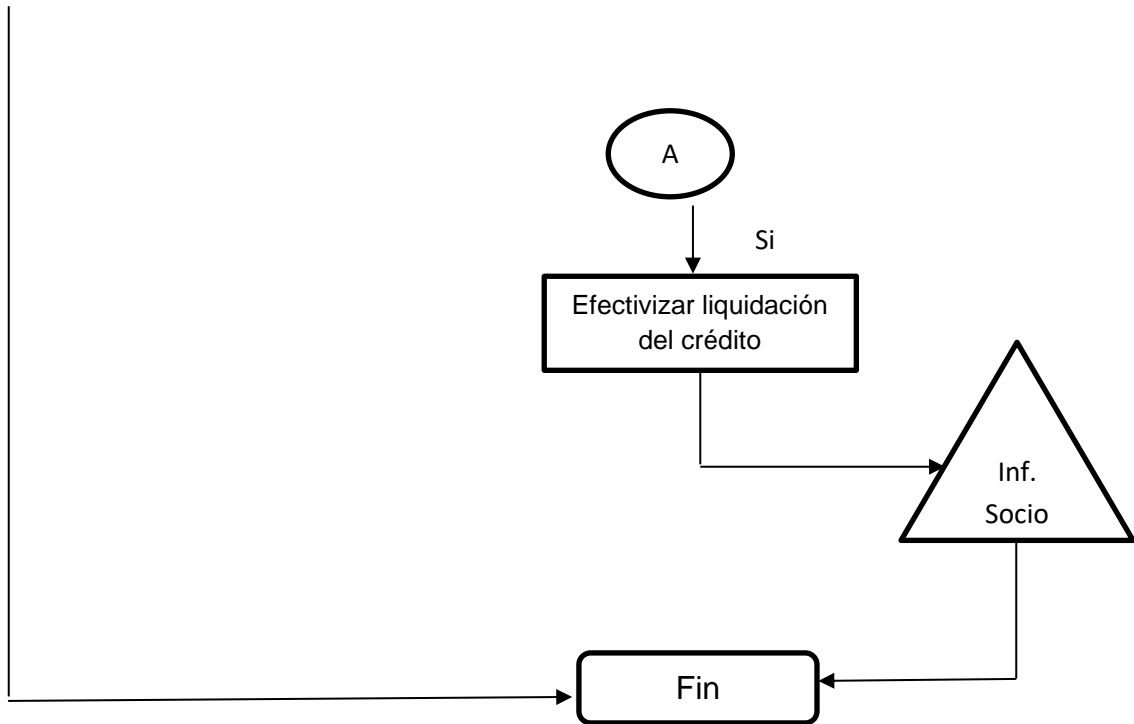 A
Si
Efectivizar liquidación
del crédito
Inf.
Socio
Fin